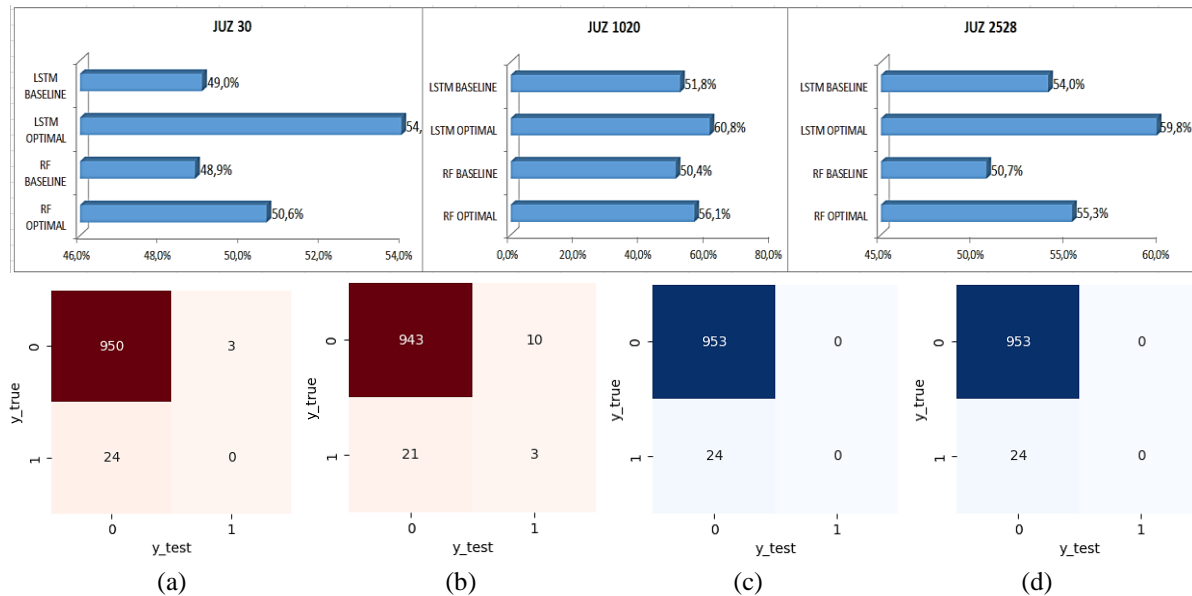 JUZ 30
LSTM BASELINE
49,0%
LSTM OPTIMAL
54,
RF BASELINE
48,9%
RF OPTIMAL
50,6%
46,0% 48,0% 50,0% 52,0% 54,0%
JUZ 1020
LSTM BASELINE
51,8%
LSTM OPTIMAL
60,8%
RF BASELINE
50,4%
RF OPTIMAL
56,1%
0,0% 20,0% 40,0% 60,0% 80,0%
JUZ 2528
LSTM BASELINE
54,0%
LSTM OPTIMAL
59,8%
RF BASELINE
50,7%
RF OPTIMAL
55,3%
45,0% 50,0% 55,0% 60,0%
y_true
0
950 3
1
24 0
0 1
y_test
(a)
y_true
0
943 10
1
21 3
0 1
y_test
(b)
y_true
0
953 0
1
24 0
0 1
y_test
(c)
y_true
0
953 0
1
24 0
0 1
y_test
(d)